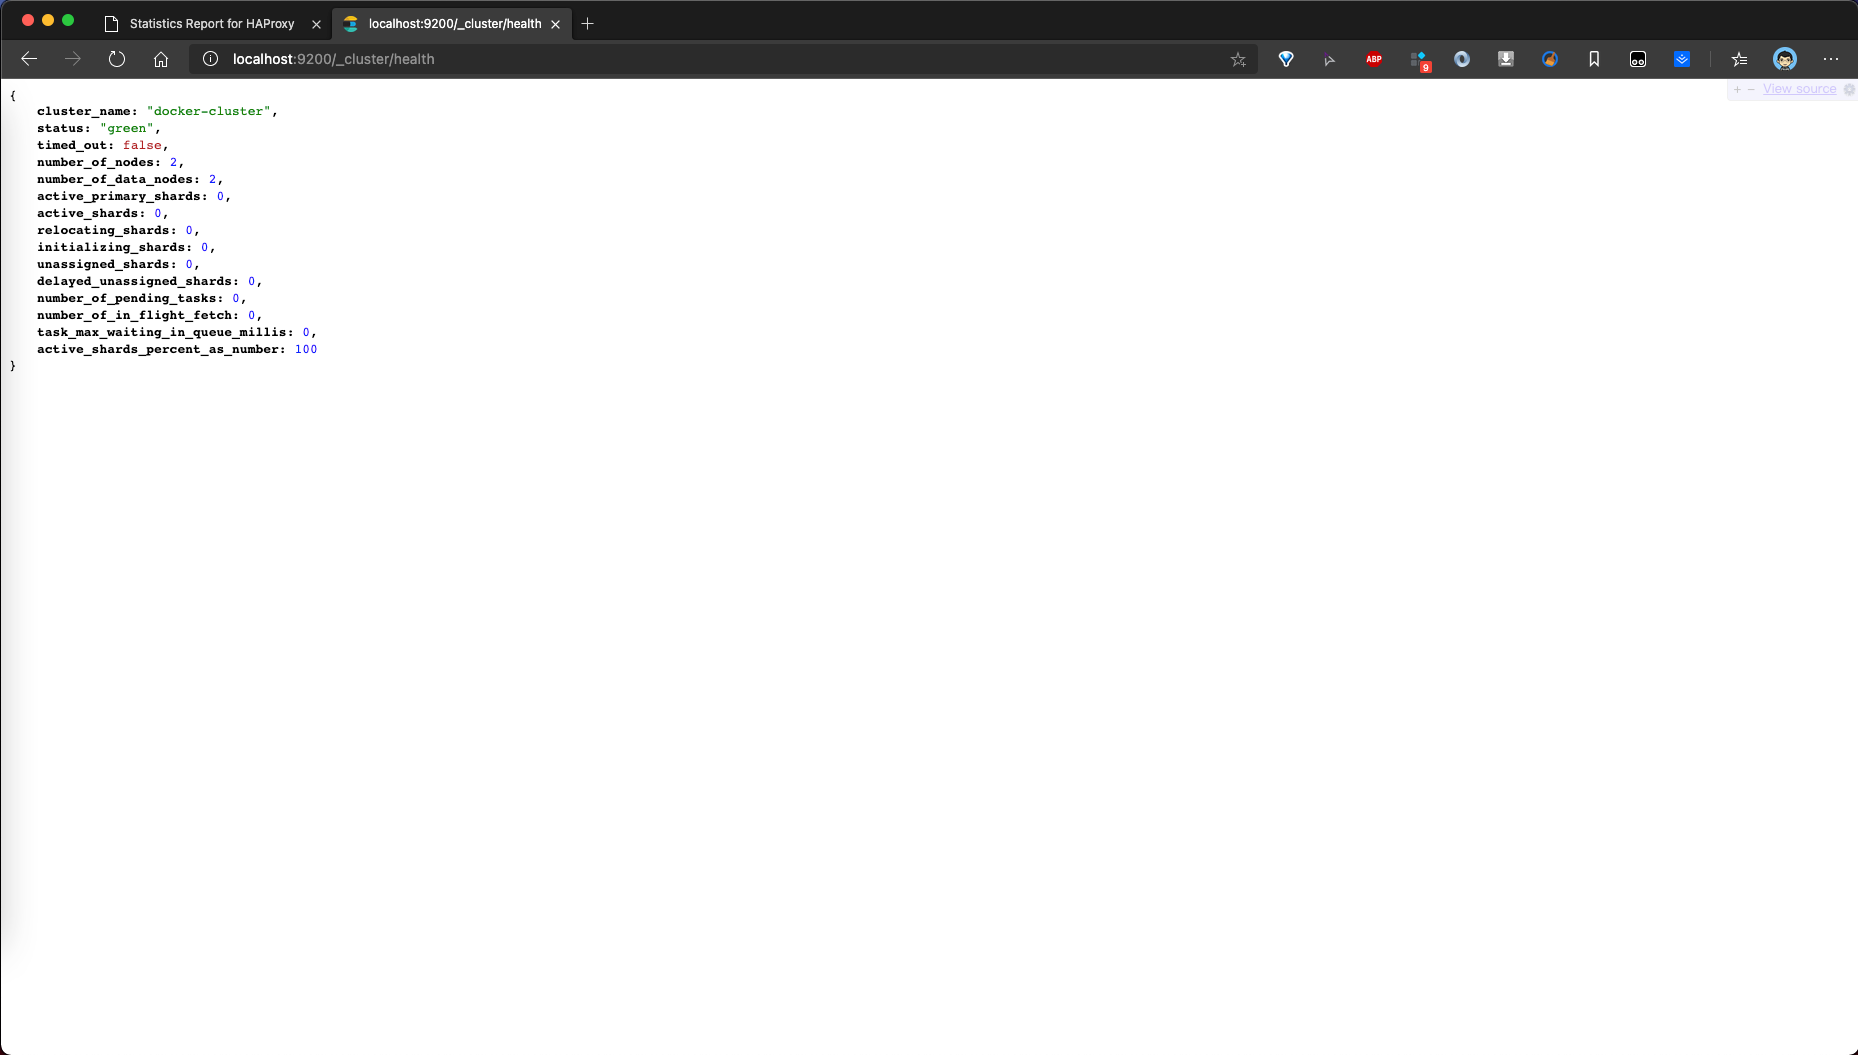 Statistics Report for HAProxy
localhost:9200/_cluster/health
localhost:9200/_cluster/health
ABP
9
+ – View source
{
cluster_name: "docker-cluster",
status: "green",
timed_out: false,
number_of_nodes: 2,
number_of_data_nodes: 2,
active_primary_shards: 0,
active_shards: 0,
relocating_shards: 0,
initializing_shards: 0,
unassigned_shards: 0,
delayed_unassigned_shards: 0,
number_of_pending_tasks: 0,
number_of_in_flight_fetch: 0,
task_max_waiting_in_queue_millis: 0,
active_shards_percent_as_number: 100
}